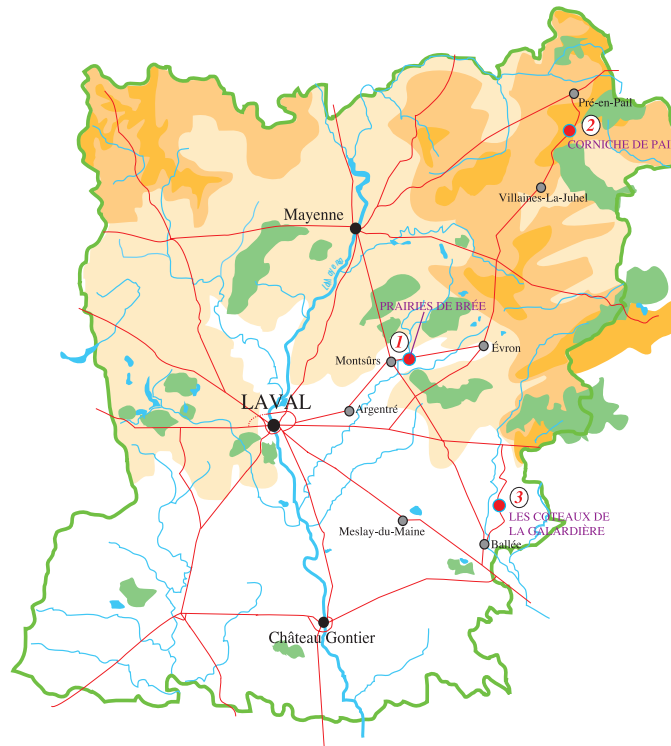 Pré-en-Pail
2
CORNICHE DE PAI
Villaines-La-Juhel
Mayenne
PRAIRIES DE BRÉE
1
Évron
Montsûrs
LAVAL
Argentré
3
LES COTEAUX DE
LA GALARDIÈRE
Meslay-du-Maine
Ballée
Château Gontier